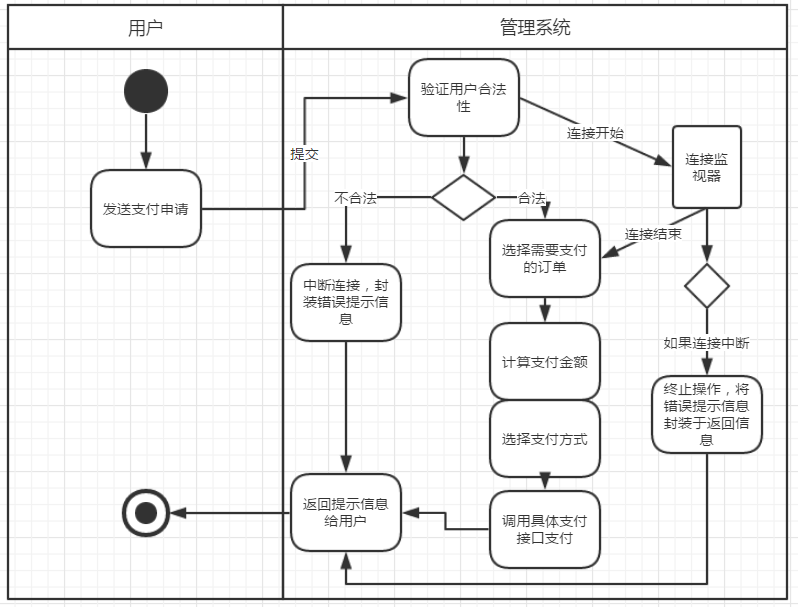 用户
管理系统
验证用户合法
性
连接开始
提交
连接监
视器
不合法
合法
发送支付申请
连接结束
选择需要支付
的订单
中断连接，封
装错误提示信
息
如果连接中断
计算支付金额
终止操作，将
错误提示信息
封装于返回信
息
选择支付方式
返回提示信息
给用户
调用具体支付
接口支付